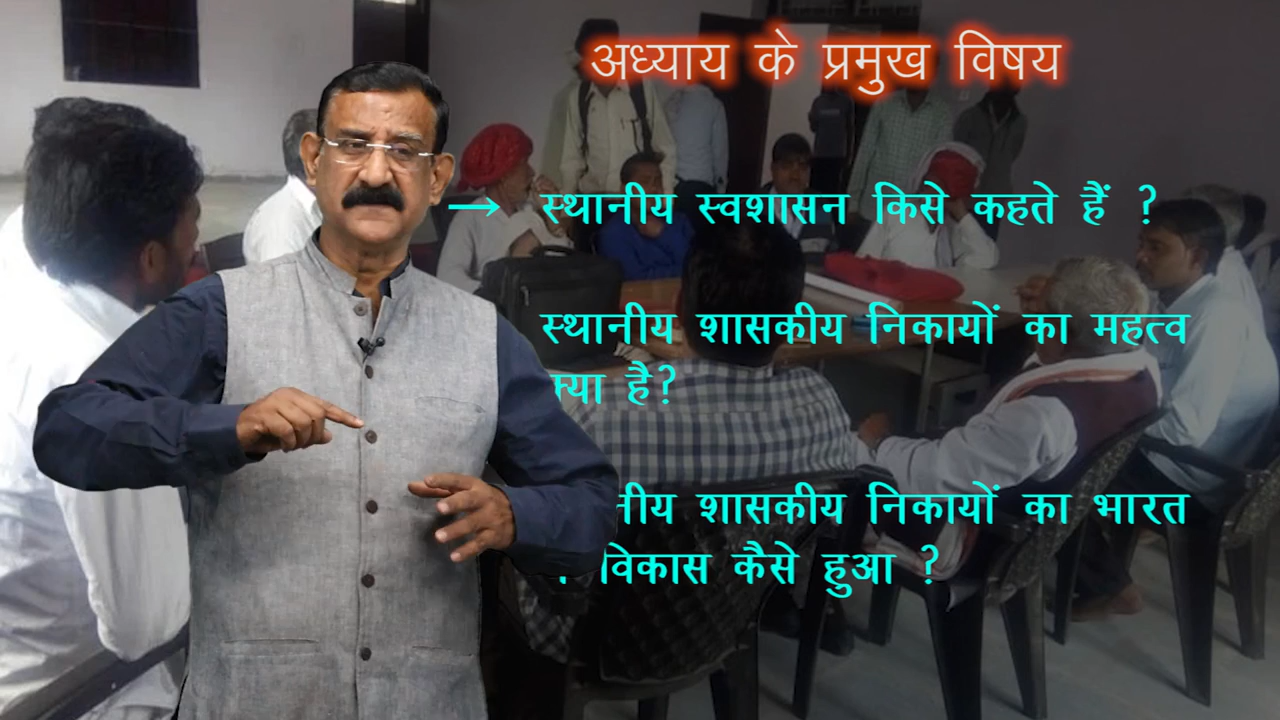 अध्याय के प्रमुख विषय
→ स्थानीय स्वशासन किसे कहते हैं ?
स्थानीय शासकीय निकायों का महत्व
है?
शासकीय निकायों का भारत
विकास कैसे हुआ ?